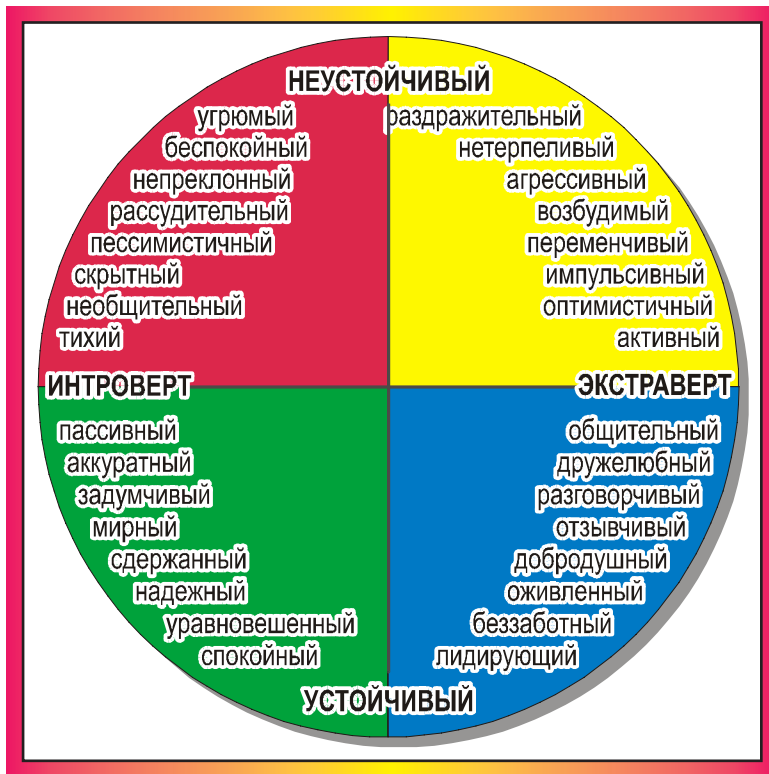 НЕУСТОЙЧИВЫЙ
угрюмый раздражительный
беспокойный нетерпеливый
непреклонный агрессивный
рассудительный возбудимый
пессимистичный переменчивый
скрытный импульсивный
необщительный оптимистичный
тихий активный
ИНТРОВЕРТ ЭКСТРАВЕРТ
пассивный общительный
аккуратный дружелюбный
задумчивый разговорчивый
мирный отзывчивый
сдержанный добродушный
надежный оживленный
уравновешенный беззаботный
спокойный лидирующий
УСТОЙЧИВЫЙ